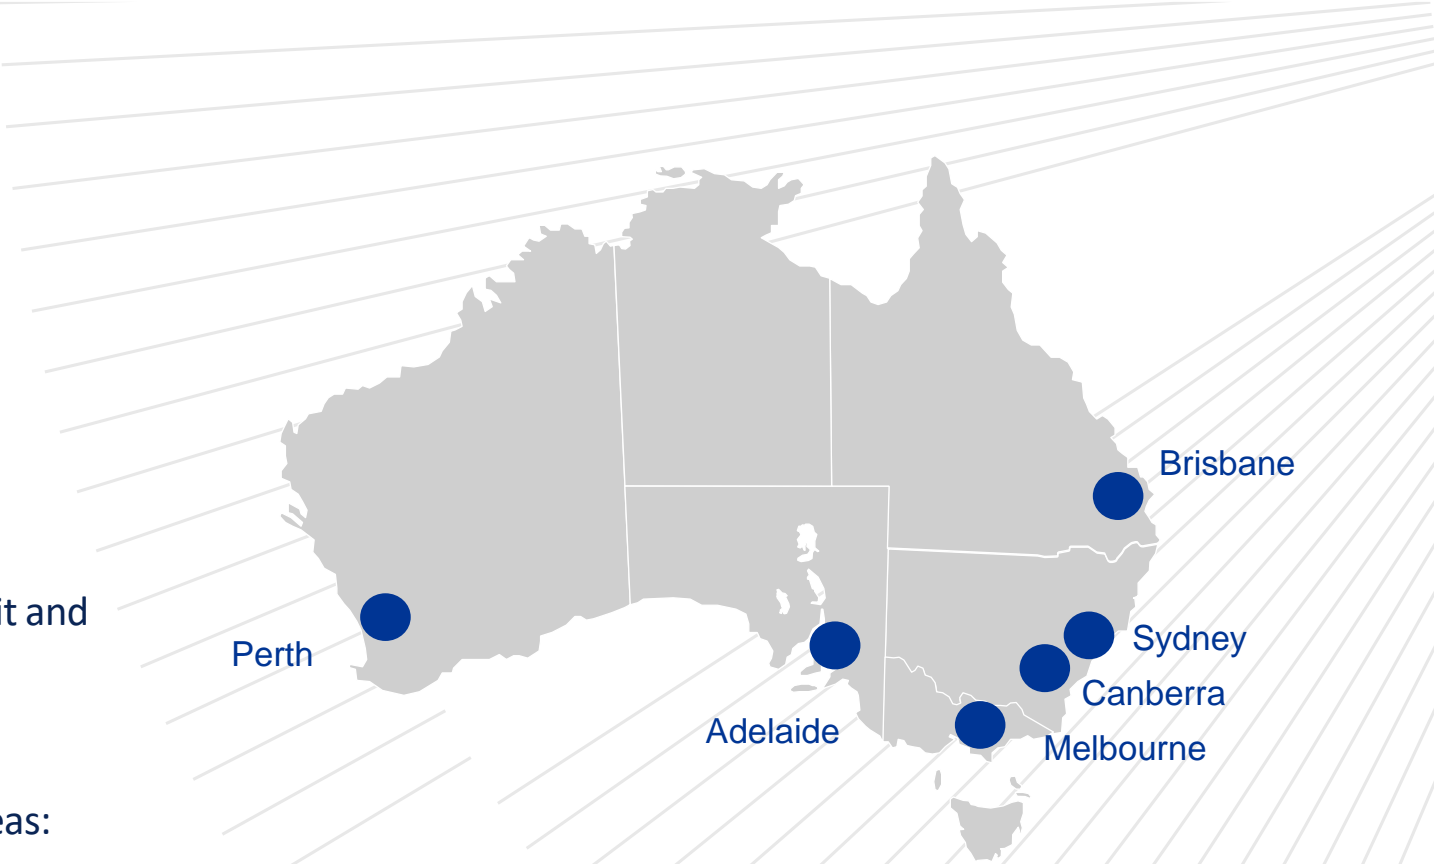 Brisbane
it and
Sydney
Perth
Canberra
Adelaide
Melbourne
eas: